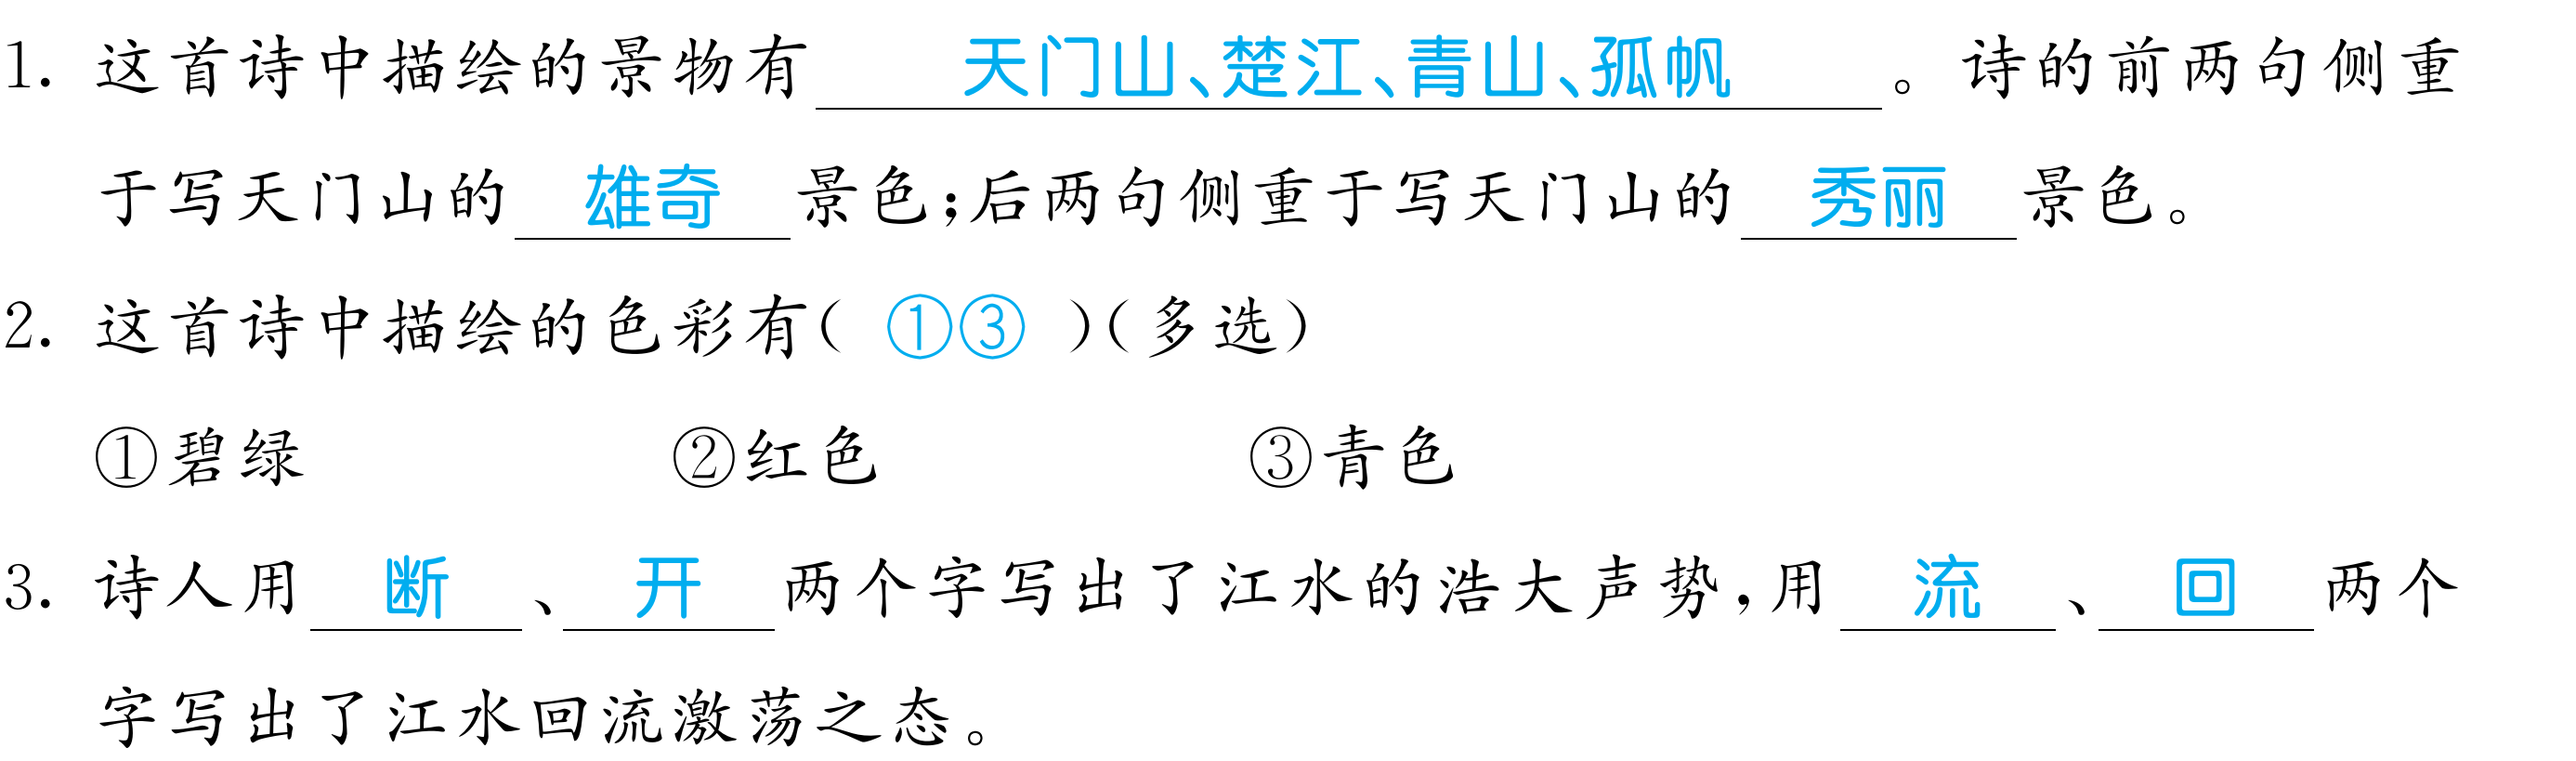 1. 这首诗中描绘的景物有 天门山、楚江、青山、孤帆 。诗的前两句侧重
于写天门山的 雄奇 景色；后两句侧重于写天门山的 秀丽 景色。
2. 这首诗中描绘的色彩有( ①③ )(多选)
①碧绿 ②红色 ③青色
3. 诗人用 断 、 开 两个字写出了江水的浩大声势，用 流 、 回 两个
字写出了江水回流激荡之态。